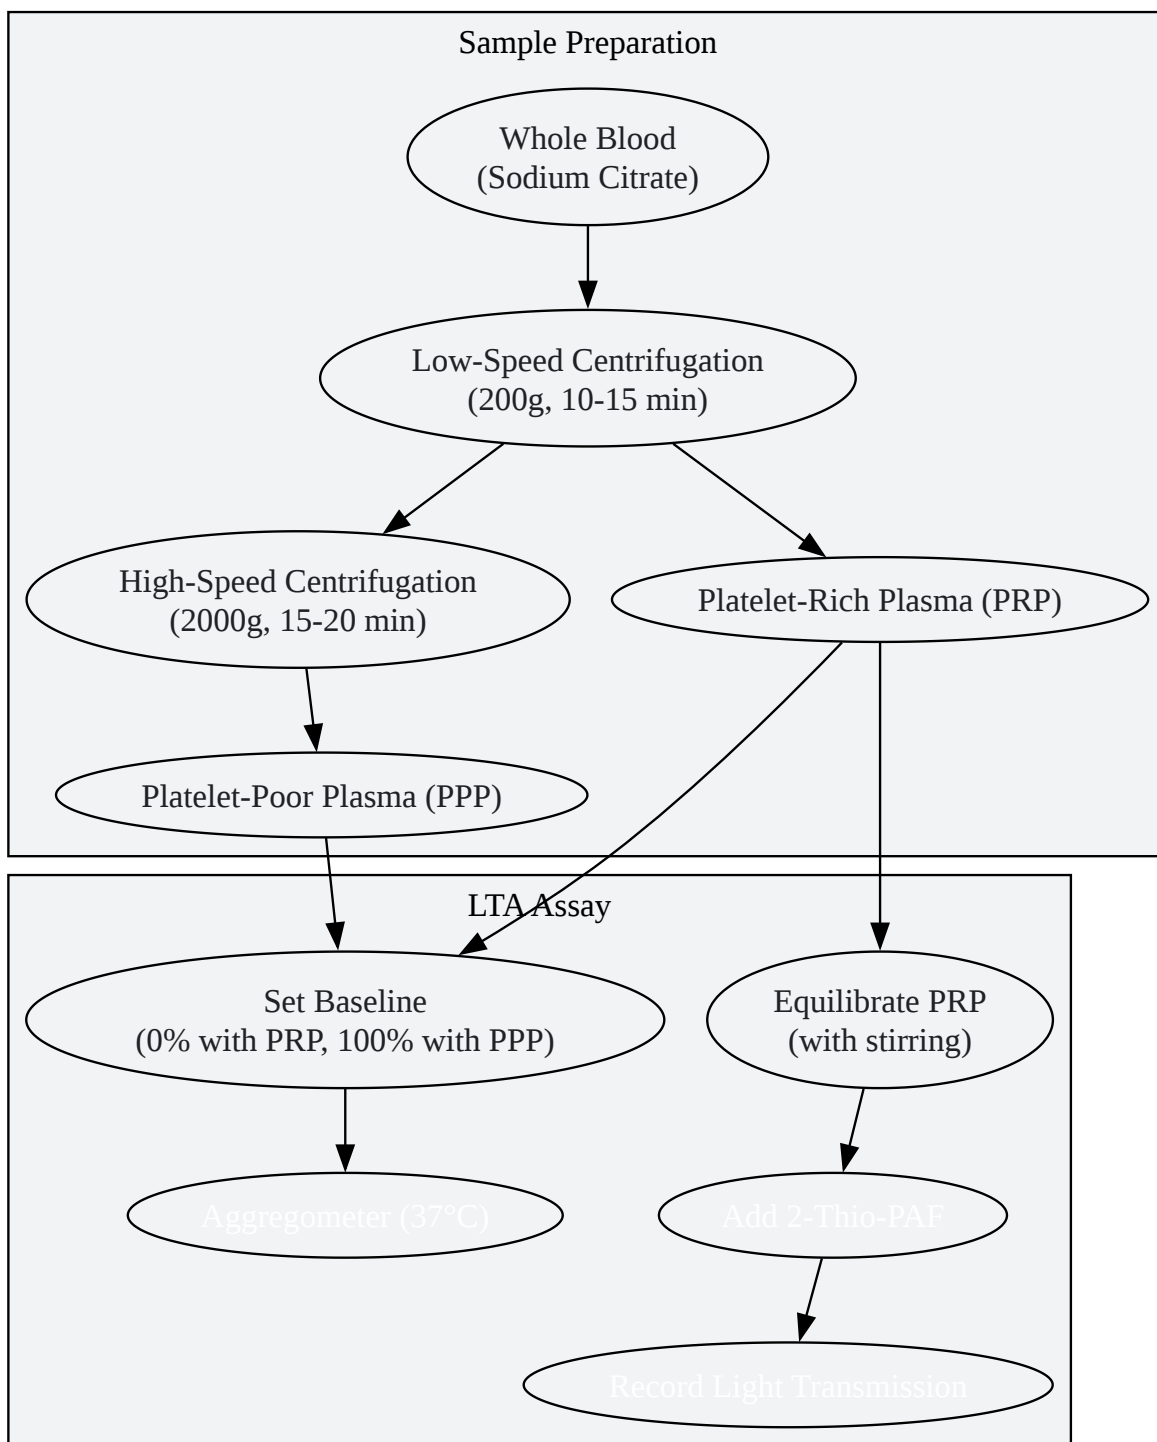 Sample Preparation
Whole Blood
(Sodium Citrate)
Low-Speed Centrifugation
(200g, 10-15 min)
High-Speed Centrifugation
(2000g, 15-20 min)
Platelet-Rich Plasma (PRP)
Platelet-Poor Plasma (PPP)
LTA Assay
Set Baseline
(0% with PRP, 100% with PPP)
Equilibrate PRP
(with stirring)
Aggregometer (37°C)
Add 2-Thio-PAF
Record Light Transmission